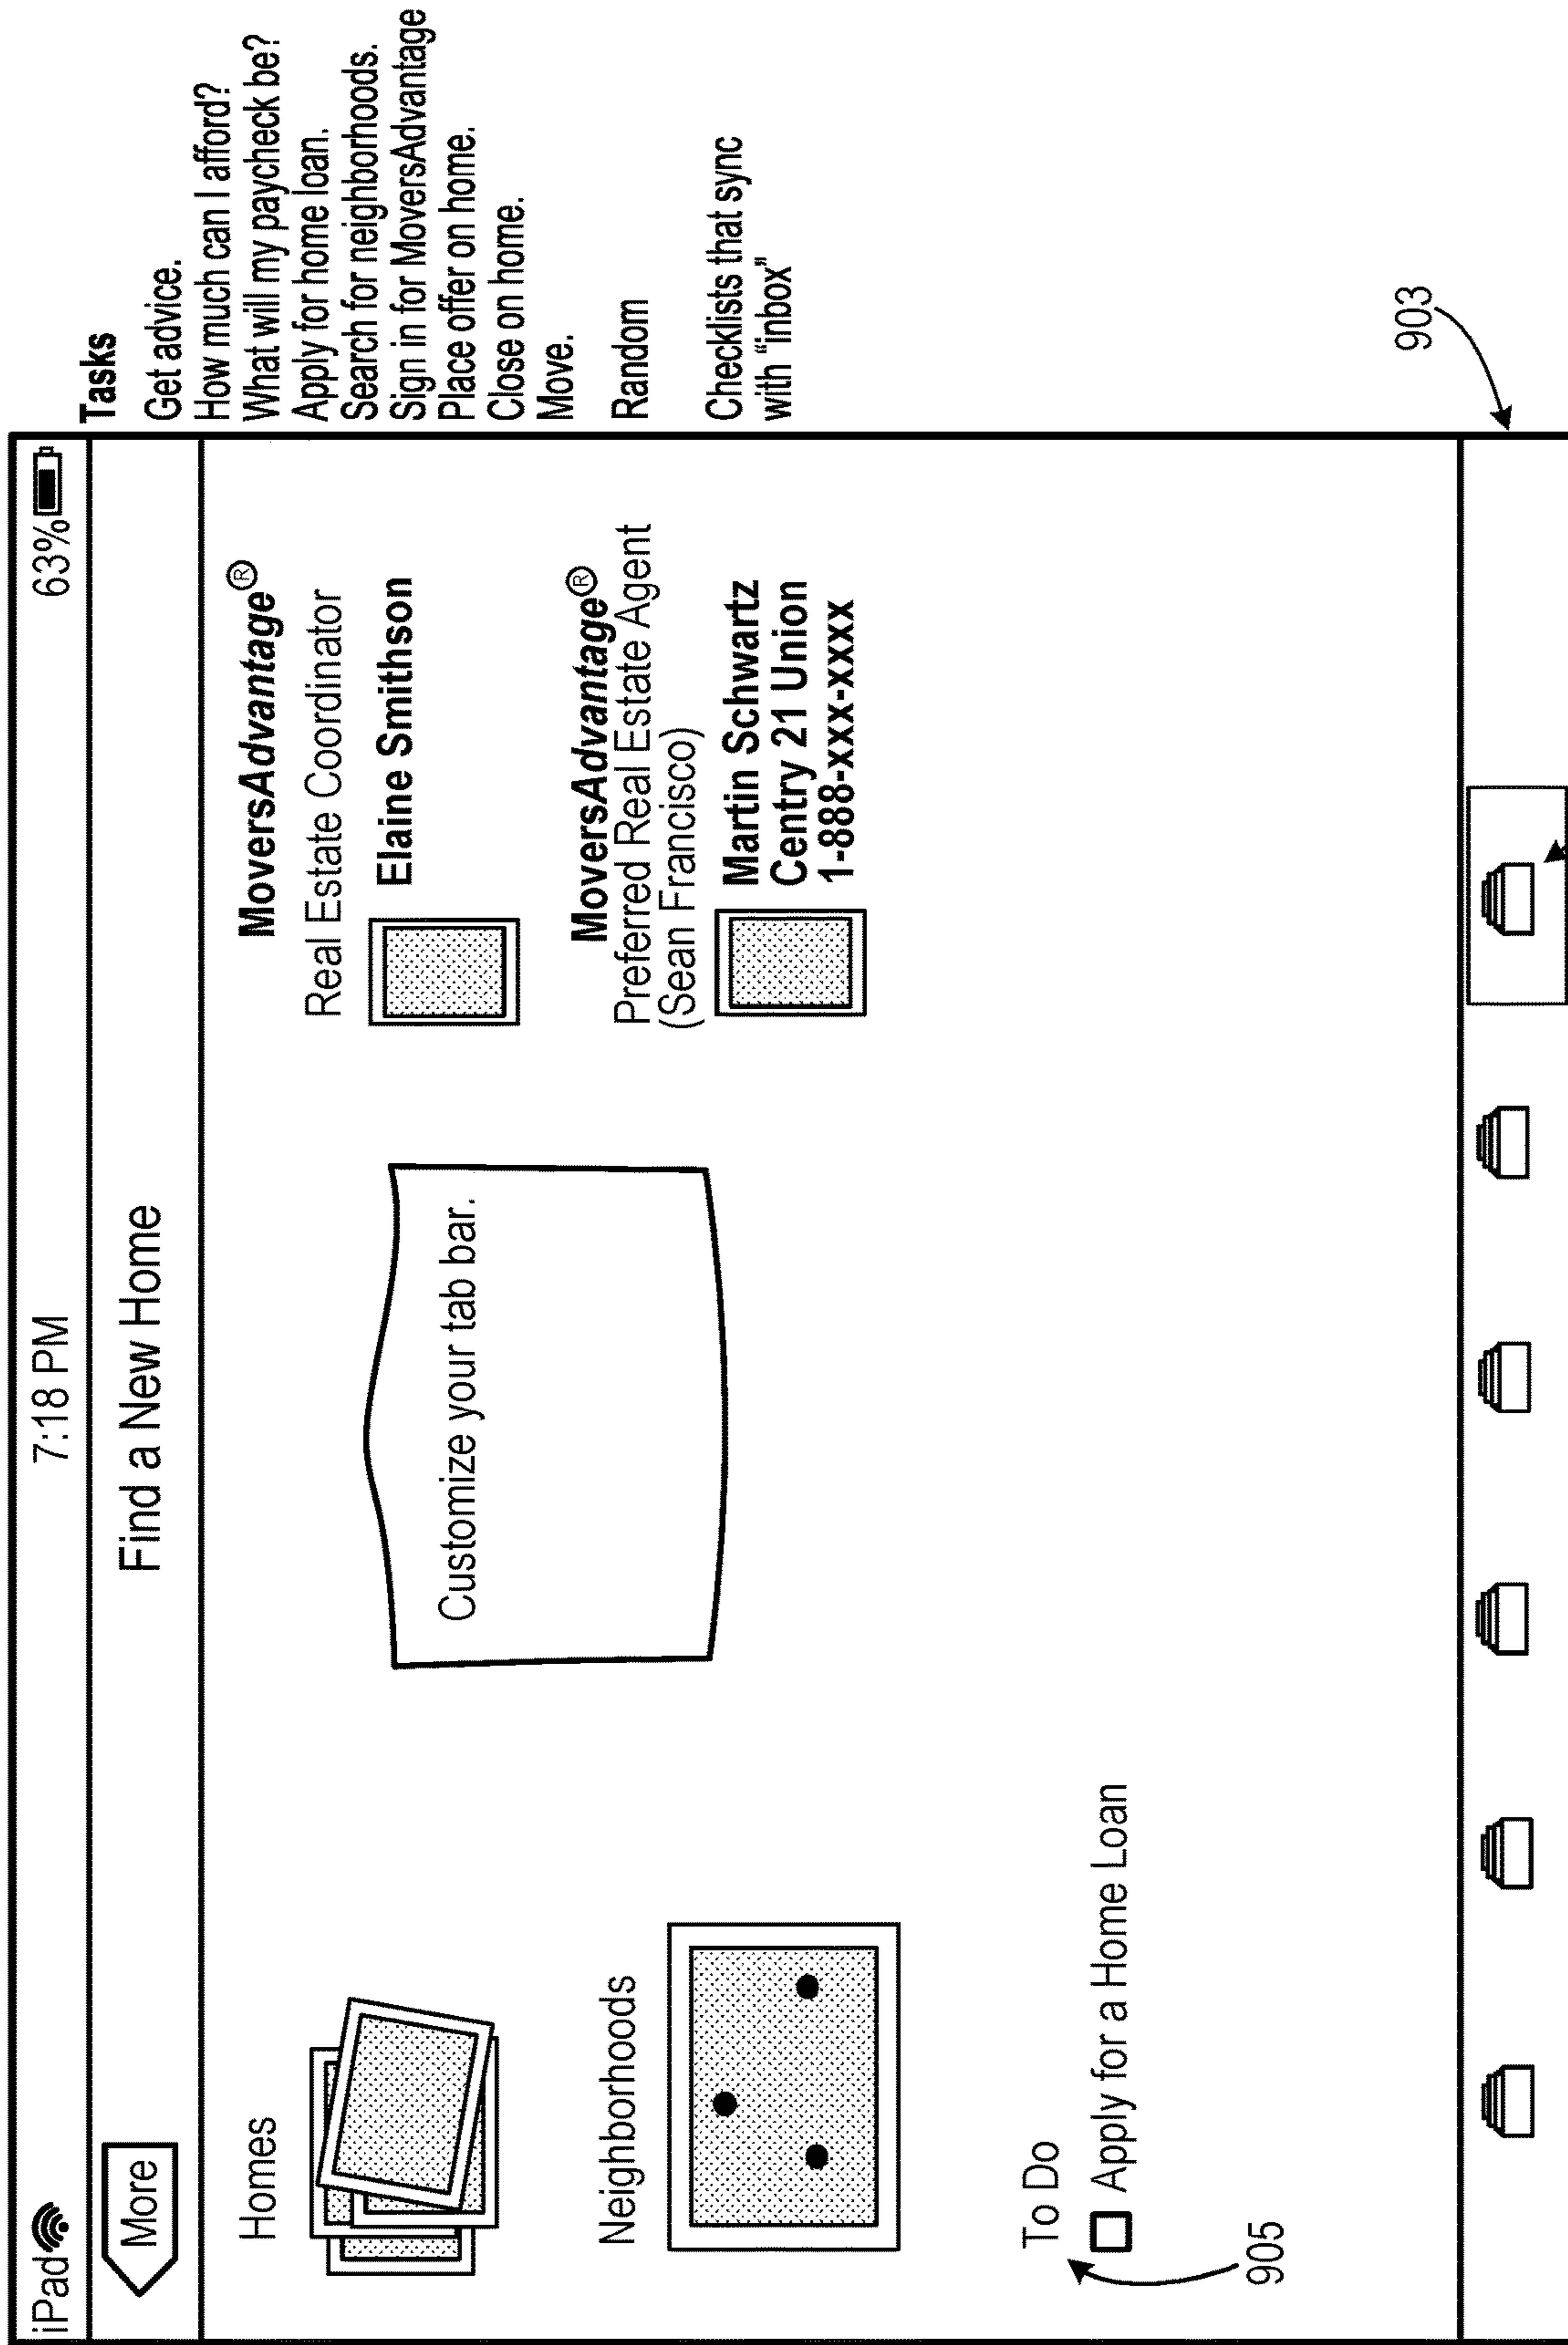 iPad 7:18 PM 63%
More Find a New Home
Homes
Neighborhoods
To Do
Apply for a Home Loan
905
Customize your tab bar.
MoversAdvantage®
Real Estate Coordinator
Elaine Smithson
MoversAdvantage®
Preferred Real Estate Agent
(Sean Francisco)
Martin Schwartz
Centry 21 Union
1-888-xxx-xxxx
Tasks
Get advice.
How much can I afford?
What will my paycheck be?
Apply for home loan.
Search for neighborhoods.
Sign in for MoversAdvantage
Place offer on home.
Close on home.
Move.
Random
Checklists that sync
with "inbox"
903